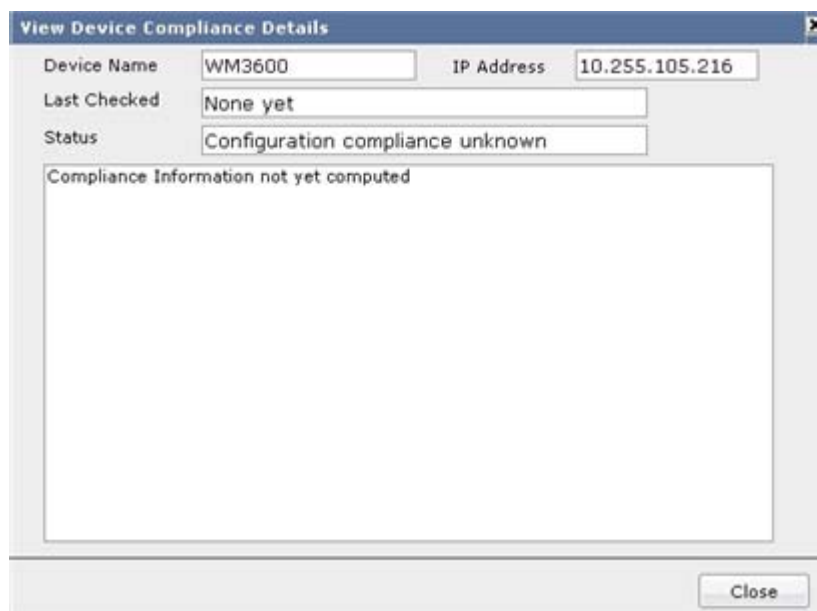 View Device Compliance Details
Device Name WM3600 IP Address 10.255.105.216
Last Checked None yet
Status Configuration compliance unknown
Compliance Information not yet computed
Close